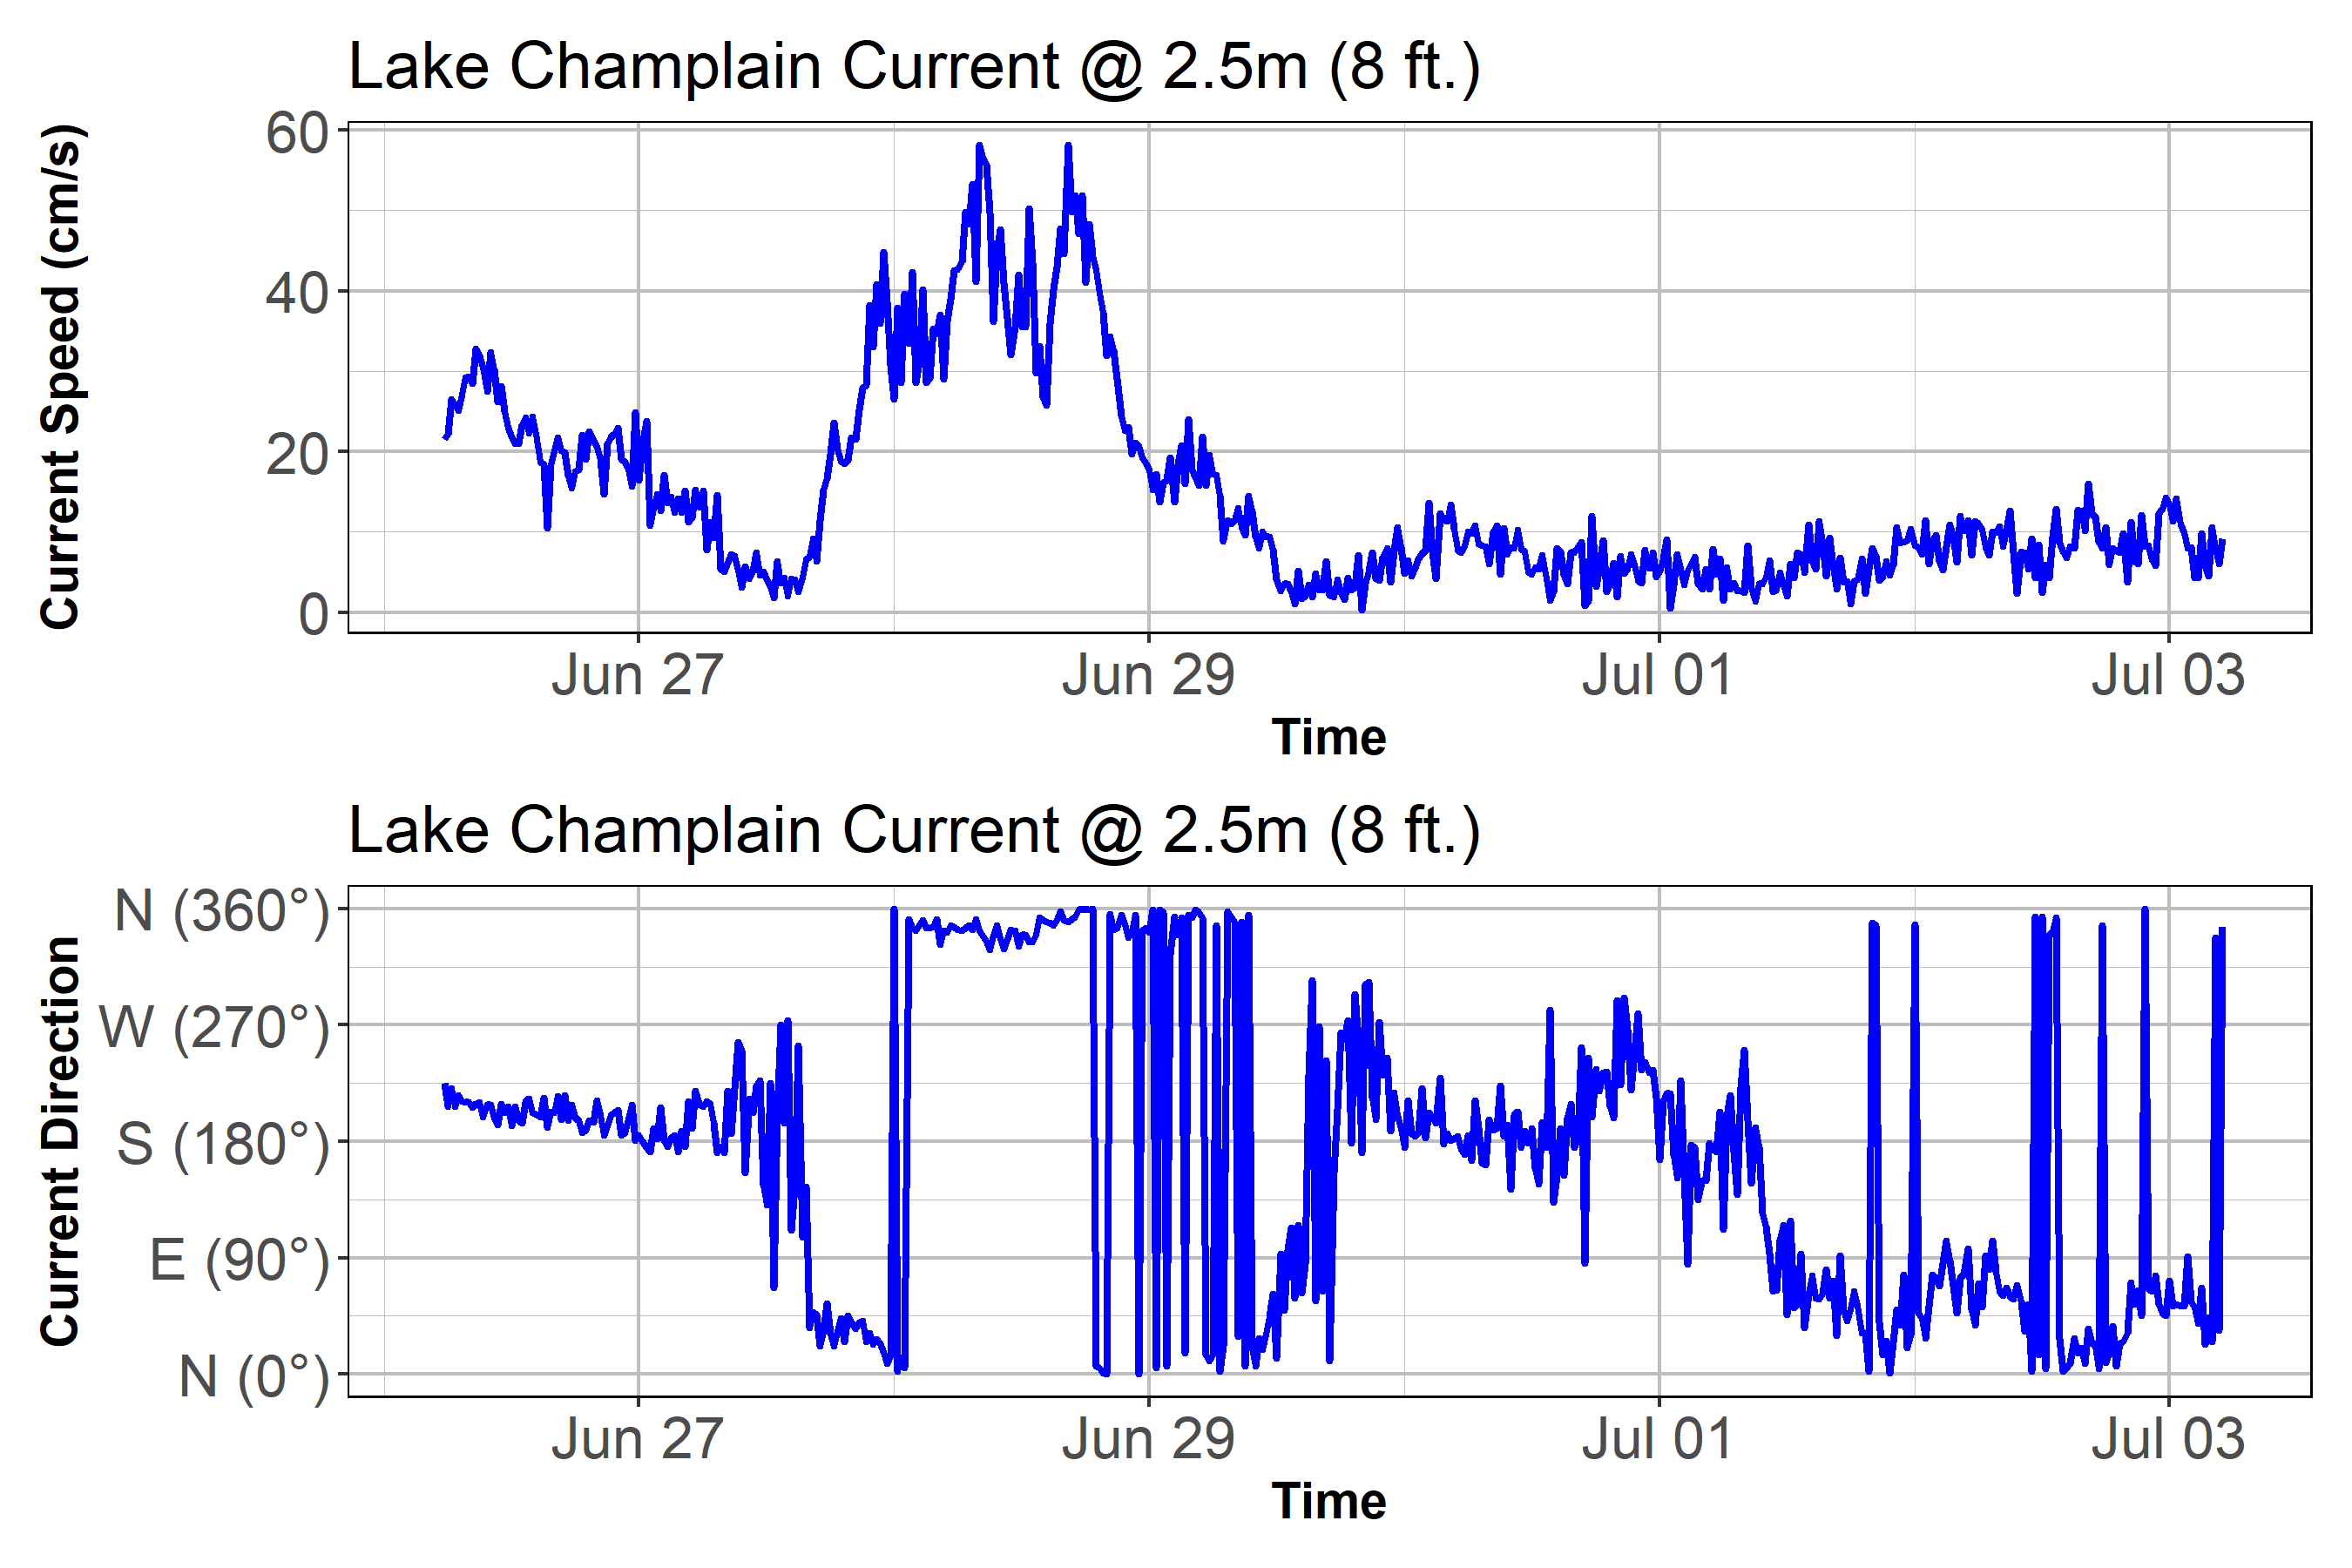 Lake Champlain Current @ 2.5m (8 ft.)
Current Speed (cm/s)
60
40
20
0
Jun 27 Jun 29 Jul 01 Jul 03
Time
Lake Champlain Current @ 2.5m (8 ft.)
Current Direction
N (360°)
W (270°)
S (180°)
E (90°)
N (0°)
Jun 27 Jun 29 Jul 01 Jul 03
Time